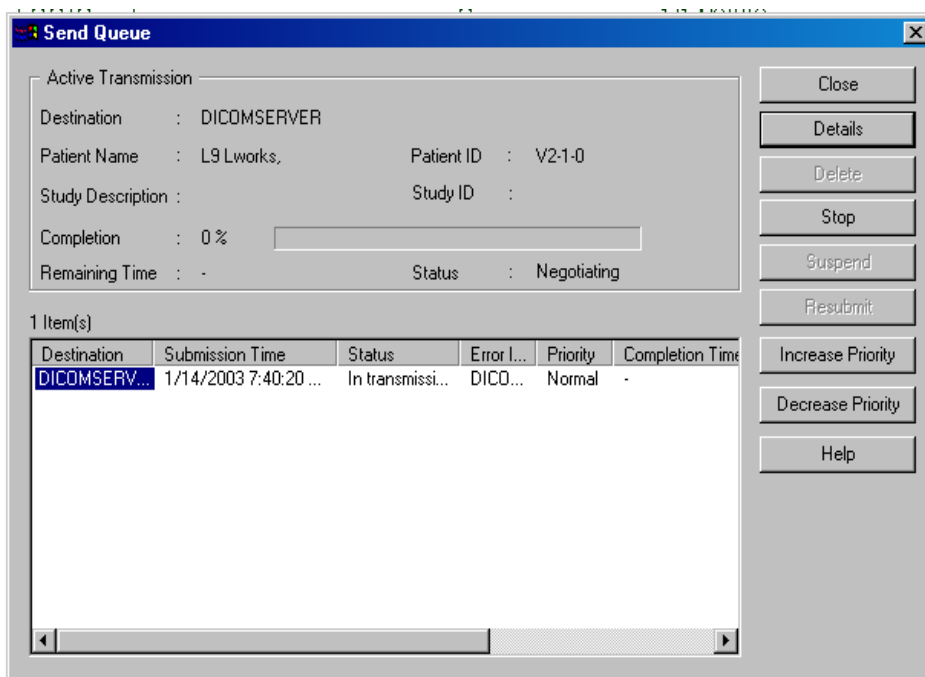 Send Queue
Active Transmission
Destination : DICOMSERVER
Patient Name : L9 Lworks, Patient ID : V2-1-0
Study Description : Study ID :
Completion : 0 %
Remaining Time : - Status : Negotiating
1 Item(s)
Destination Submission Time Status Error I... Priority Completion Time
DICOMSERV... 1/14/2003 7:40:20 ... In transmissi... DICO... Normal -
Close
Details
Delete
Stop
Suspend
Resubmit
Increase Priority
Decrease Priority
Help